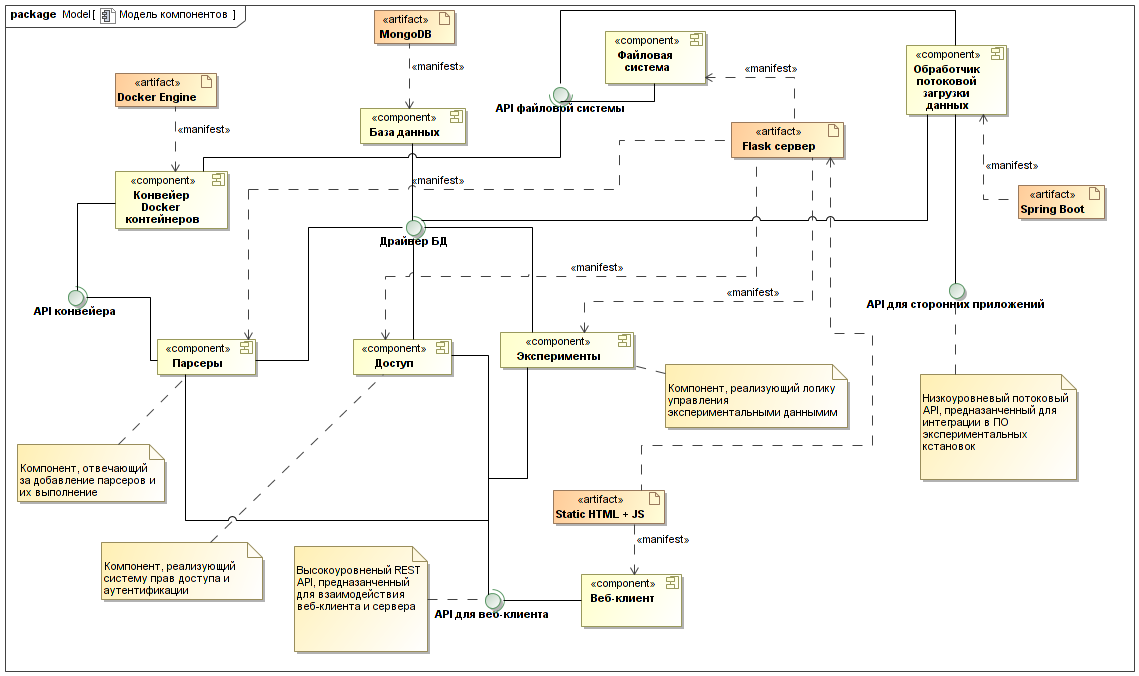 package Model[ Модель компонентов ]
«artifact»
MongoDB
«manifest»
«component»
База данных
«component»
Файловая
система
«manifest»
«component»
Обработчик
потоковой
загрузки
данных
«artifact»
Docker Engine
«manifest»
API файловой системы
«artifact»
Flask сервер
«component»
Конвейер
Docker
контейнеров
«manifest»
«manifest»
«artifact»
Spring Boot
Драйвер БД
«manifest»
«manifest»
API конвейера
API для сторонних приложений
«component»
Парсеры
«component»
Доступ
«component»
Эксперименты
Компонент, реализующий логику
управления
экспериментальными даннымим
Низкоуровневый потоковый
API, предназанченный для
интеграции в ПО
экспериментальных
кстановок
Компонент, отвечающий
за добавление парсеров и
их выполнение
«artifact»
Static HTML + JS
«manifest»
Компонент, реализующий
систему прав доступа и
аутентификации
Высокоуровненый REST
API, предназанченный
для взаимодействия
веб-клиента и сервера
API для веб-клиента
«component»
Веб-клиент